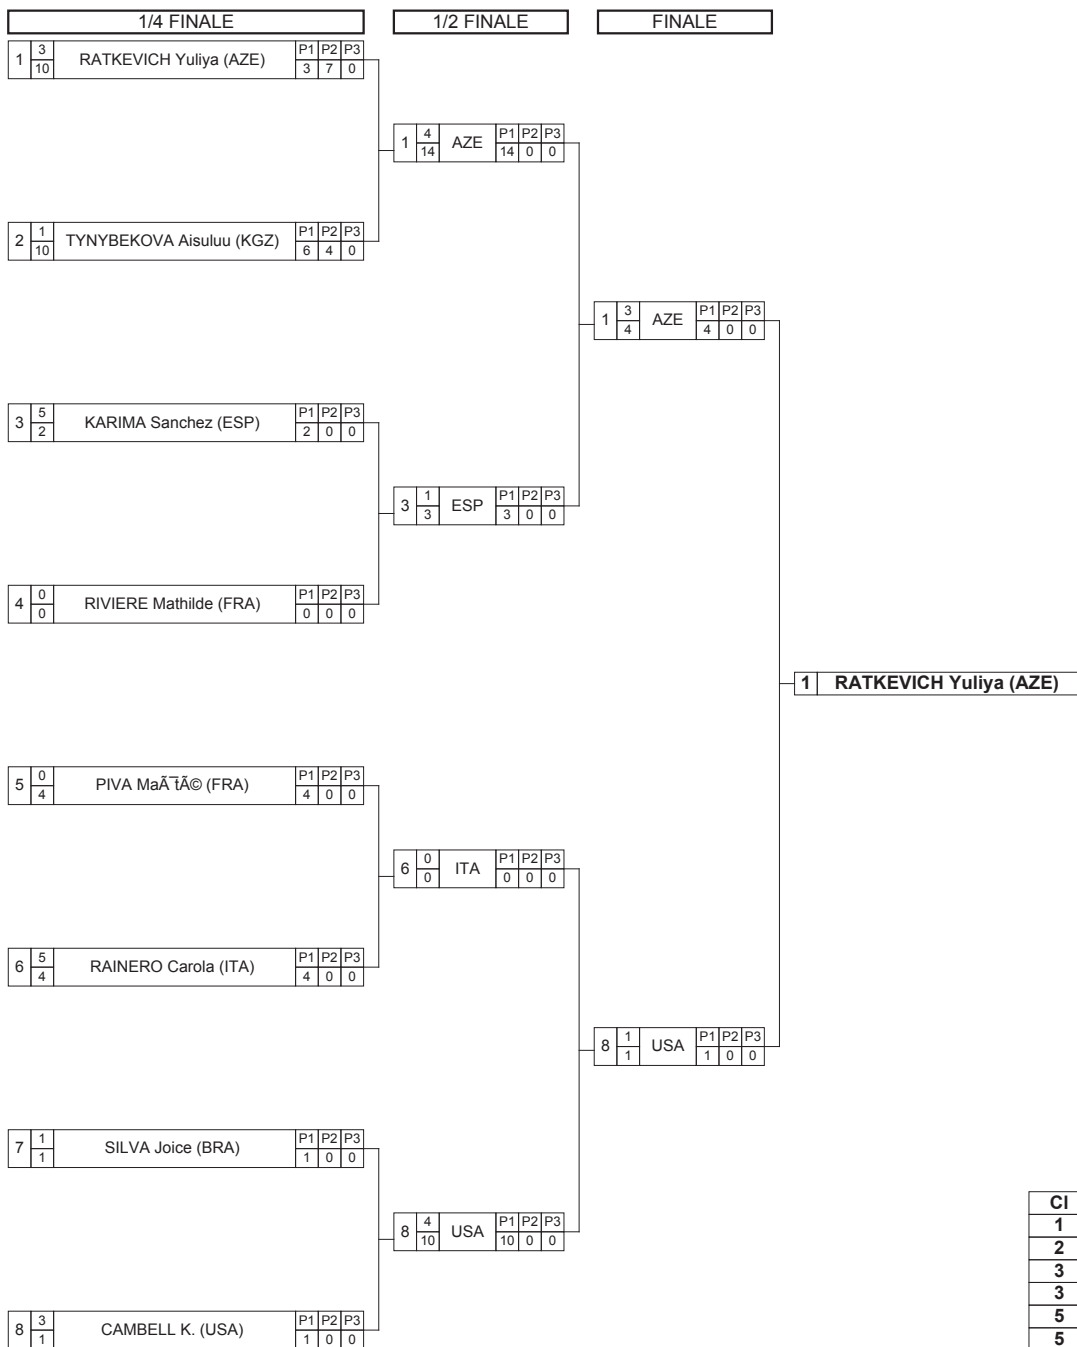 1/4 FINALE 1/2 FINALE FINALE
1 3 10 RATKEVICH Yuliya (AZE) P1 P2 P3 3 7 0
1 4 14 AZE P1 P2 P3 14 0 0
2 1 10 TYNYBEKOVA Aisuluu (KGZ) P1 P2 P3 6 4 0
1 3 4 AZE P1 P2 P3 4 0 0
3 5 2 KARIMA Sanchez (ESP) P1 P2 P3 2 0 0
3 1 3 ESP P1 P2 P3 3 0 0
4 0 0 RIVIERE Mathilde (FRA) P1 P2 P3 0 0 0
1 RATKEVICH Yuliya (AZE)
5 0 4 PIVA MaÃ¯tÃ© (FRA) P1 P2 P3 4 0 0
6 0 0 ITA P1 P2 P3 0 0 0
6 5 4 RAINERO Carola (ITA) P1 P2 P3 4 0 0
8 1 1 USA P1 P2 P3 1 0 0
7 1 1 SILVA Joice (BRA) P1 P2 P3 1 0 0
8 4 10 USA P1 P2 P3 10 0 0
8 3 1 CAMBELL K. (USA) P1 P2 P3 1 0 0
Cl
1
2
3
3
5
5